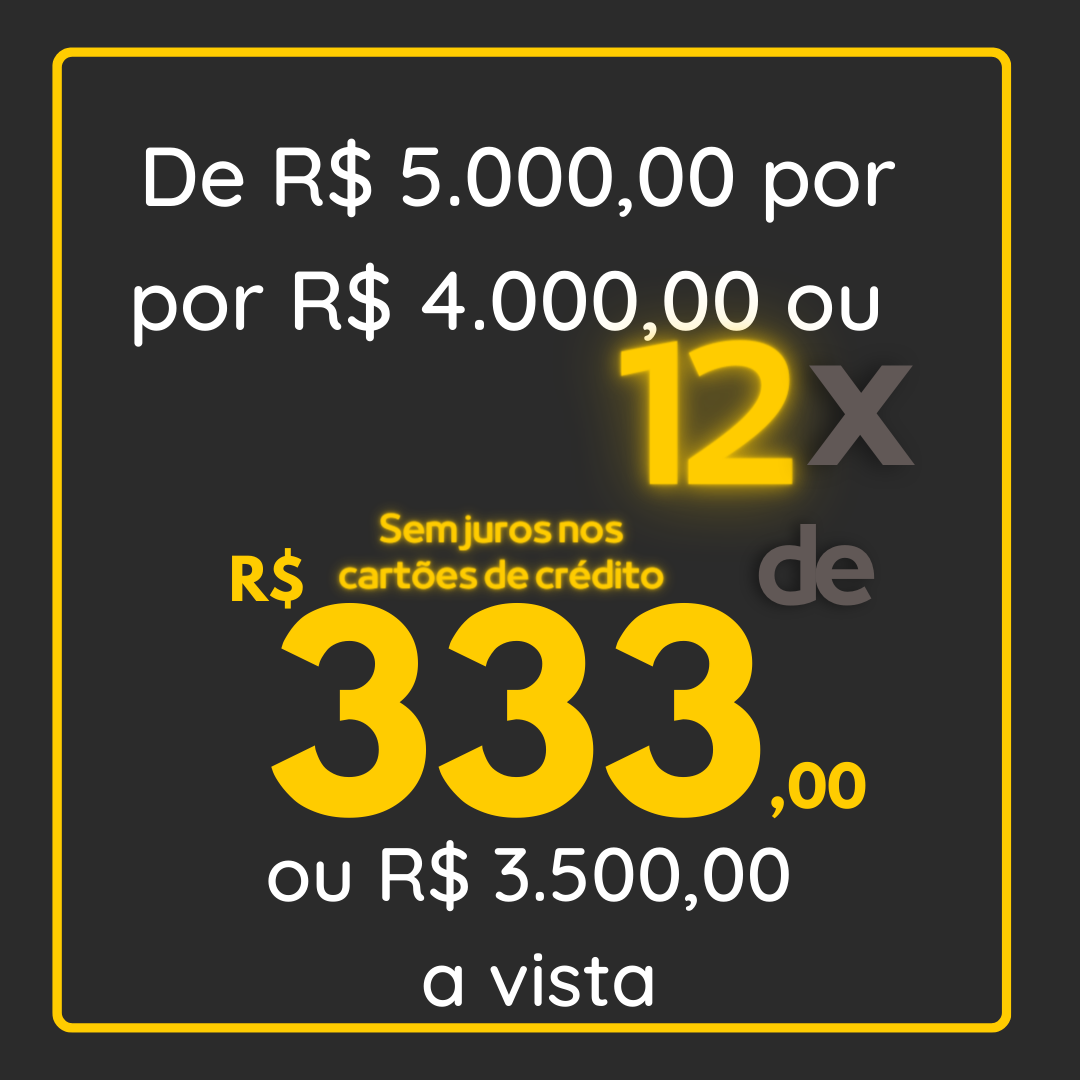 De R$ 5.000,00 por
por R$ 4.000,00 ou
12x
de
Sem juros nos
cartões de crédito
R$
333,00
ou R$ 3.500,00
a vista